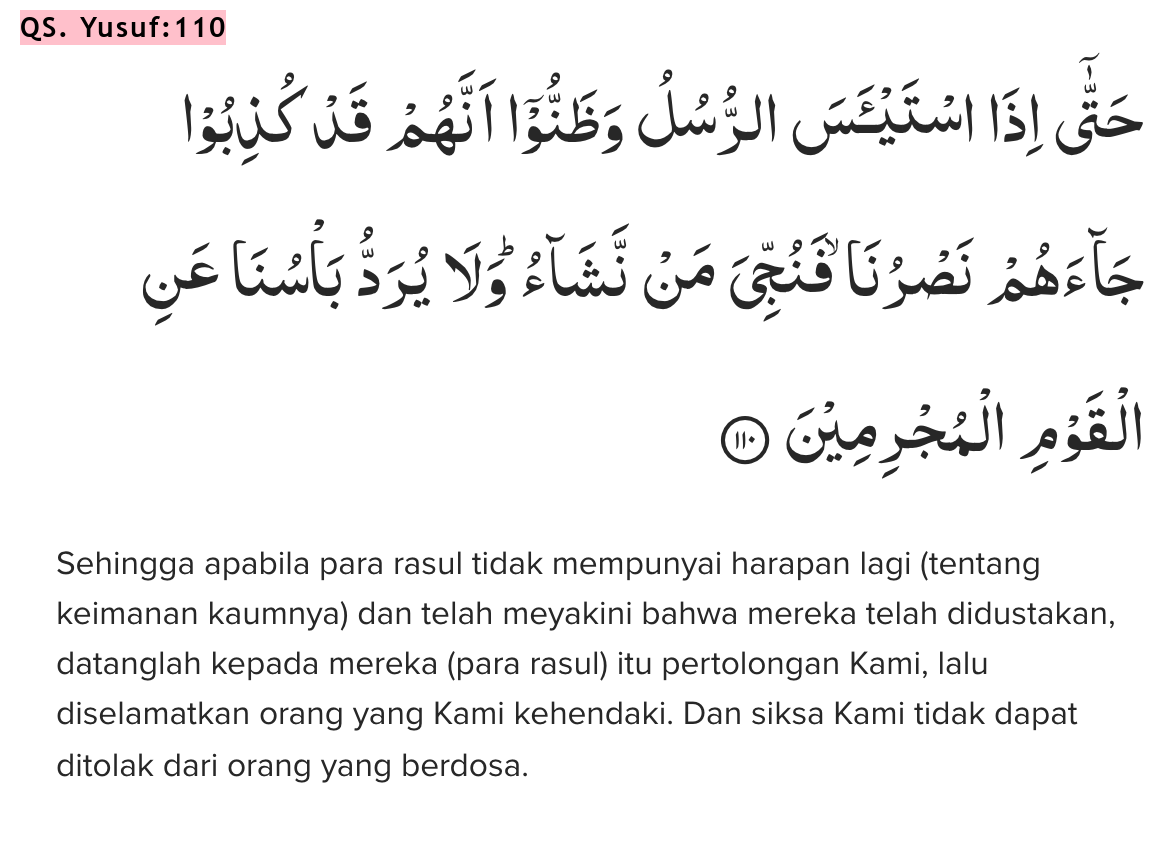 QS. Yusuf:110
حَتّٰٓى اِذَا اسْتَيْـَٔسَ الرُّسُلُ وَظَنُّوْٓا اَنَّهُمْ قَدْ كُذِبُوْا
جَاۤءَهُمْ نَصْرُنَاۙ فَنُجِّيَ مَنْ نَّشَاۤءُ ۗوَلَا يُرَدُّ بَأْسُنَا عَنِ
الْقَوْمِ الْمُجْرِمِيْنَ ١١٠
Sehingga apabila para rasul tidak mempunyai harapan lagi (tentang
keimanan kaumnya) dan telah meyakini bahwa mereka telah didustakan,
datanglah kepada mereka (para rasul) itu pertolongan Kami, lalu
diselamatkan orang yang Kami kehendaki. Dan siksa Kami tidak dapat
ditolak dari orang yang berdosa.